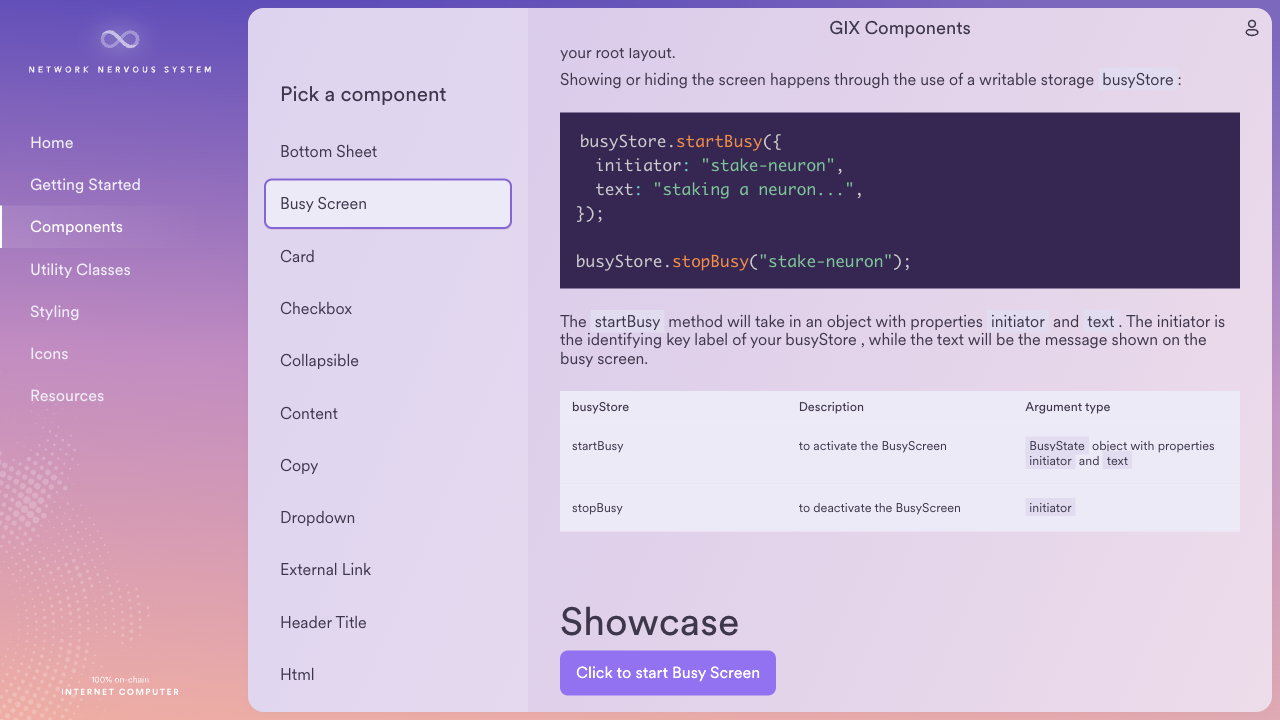 NETWORK NERVOUS SYSTEM
Home
Getting Started
Components
Utility Classes
Styling
Icons
Resources
100% on-chain
INTERNET COMPUTER
Pick a component
Bottom Sheet
Busy Screen
Card
Checkbox
Collapsible
Content
Copy
Dropdown
External Link
Header Title
Html
GIX Components
your root layout.
Showing or hiding the screen happens through the use of a writable storage busyStore :
busyStore.startBusy({
  initiator: "stake-neuron",
  text: "staking a neuron...",
});
busyStore.stopBusy("stake-neuron");
The startBusy method will take in an object with properties initiator and text . The initiator is
the identifying key label of your busyStore , while the text will be the message shown on the
busy screen.
busyStore Description Argument type
startBusy to activate the BusyScreen BusyState object with properties
initiator and text
stopBusy to deactivate the BusyScreen initiator
Showcase
Click to start Busy Screen